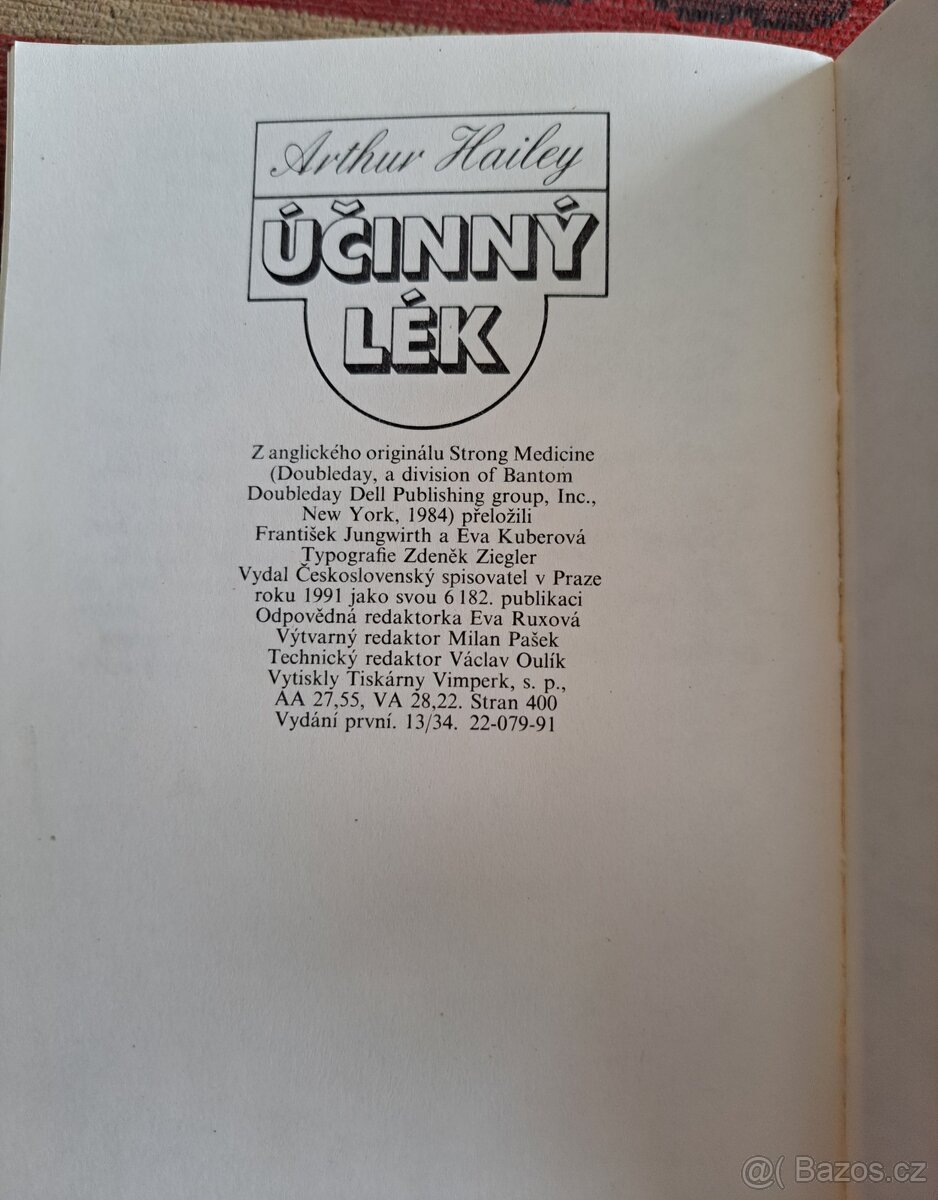 Arthur Hailey
ÚČINNÝ
LÉK
Z anglického originálu Strong Medicine
(Doubleday, a division of Bantom
Doubleday Dell Publishing group, Inc.,
New York, 1984) přeložili
František Jungwirth a Eva Kuberová
Typografie Zdeněk Ziegler
Vydal Československý spisovatel v Praze
roku 1991 jako svou 6 182. publikaci
Odpovědná redaktorka Eva Ruxová
Výtvarný redaktor Milan Pašek
Technický redaktor Václav Oulík
Vytiskly Tiskárny Vimperk, s. p.,
AA 27,55, VA 28,22. Stran 400
Vydání první. 13/34. 22-079-91
@( Bazos.cz